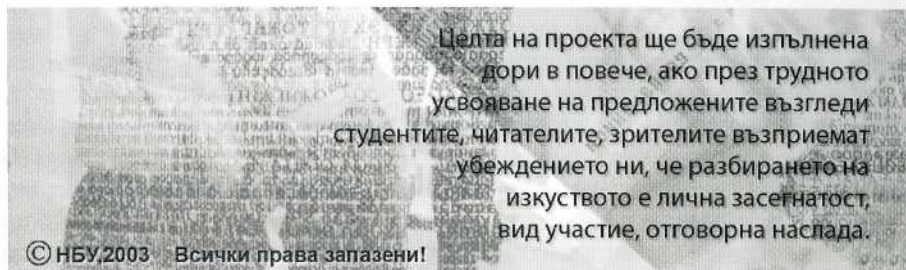 Целта на проекта ще бъде изпълнена
дори в повече, ако през трудното
усвояване на предложените възгледи
студентите, читателите, зрителите възприемат
убеждението ни, че разбирането на
изкуството е лична засегнатост,
вид участие, отговорна наслада.
© НБУ,2003 Всички права запазени!